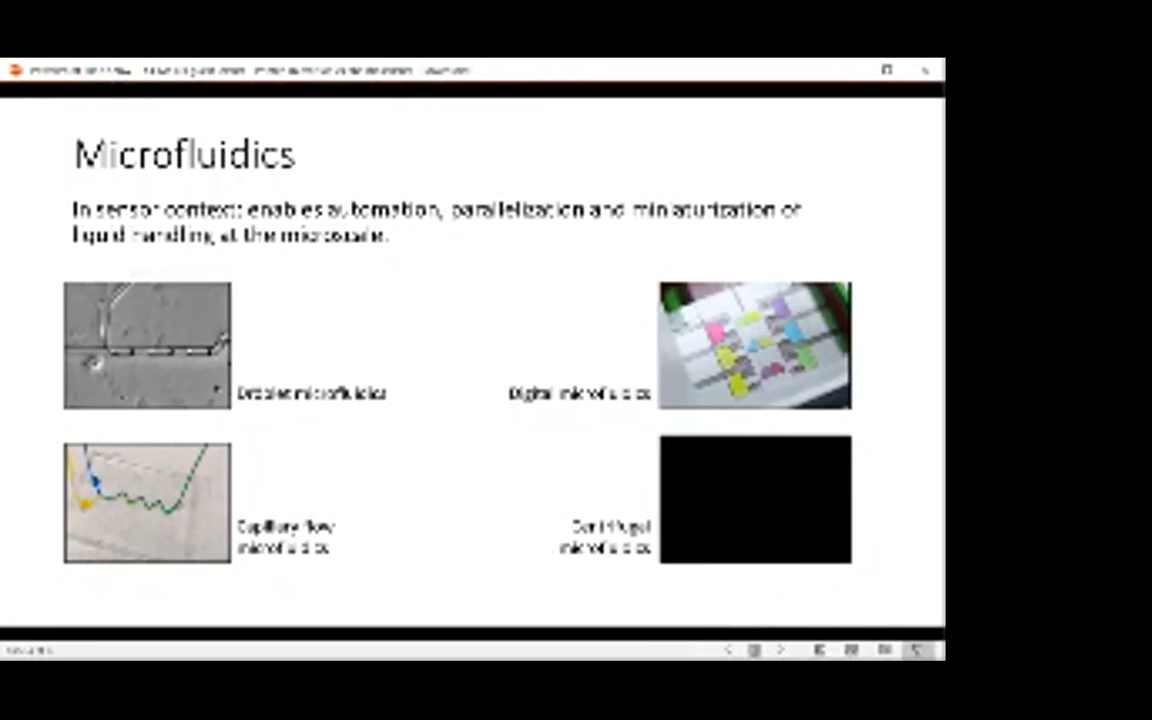 Microfluidics
In sensor context: enables automation, parallelization and miniaturization of
liquid handling at the microscale.
Droplet microfluidics
Digital microfluidics
Capillary flow
microfluidics
Centrifugal
microfluidics